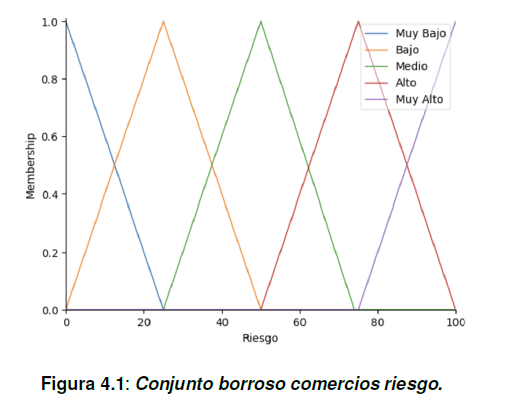 1.0
0.8
0.6
0.4
0.2
0.0
Membership
0 20 40 60 80 100
Riesgo
Muy Bajo
Bajo
Medio
Alto
Muy Alto
Figura 4.1: Conjunto borroso comercios riesgo.